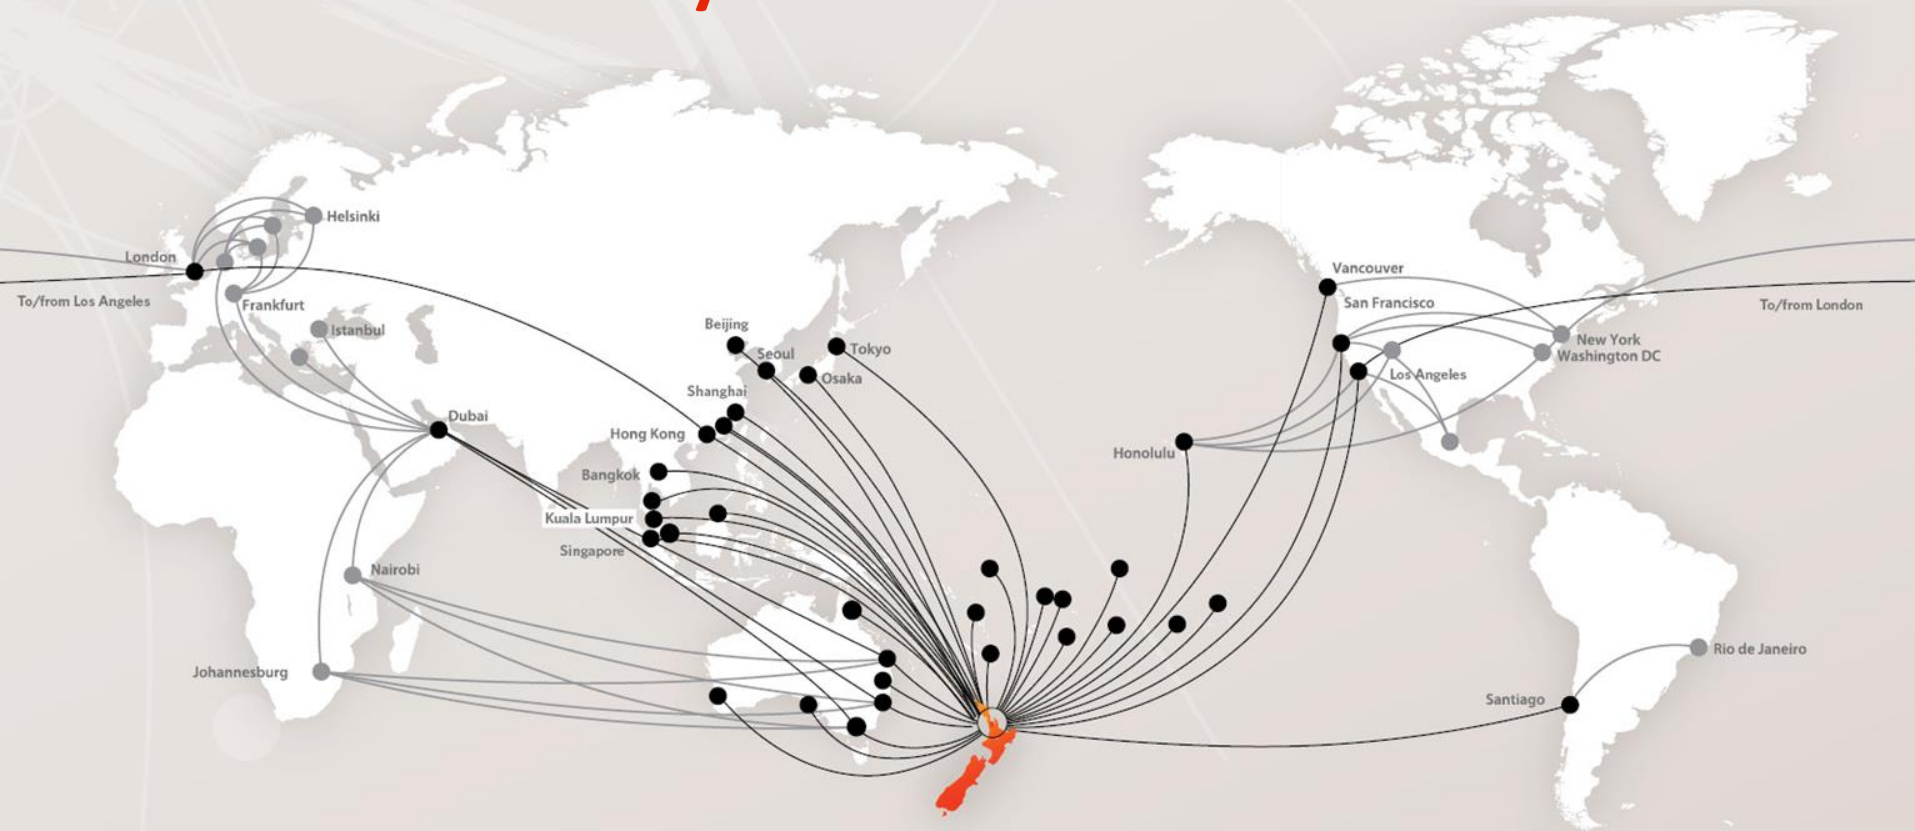 Helsinki
London
To/from Los Angeles
Frankfurt
Istanbul
Dubai
Beijing
Seoul
Tokyo
Osaka
Shanghai
Hong Kong
Bangkok
Kuala Lumpur
Singapore
Nairobi
Johannesburg
Vancouver
San Francisco
To/from London
New York
Washington DC
Los Angeles
Honolulu
Rio de Janeiro
Santiago